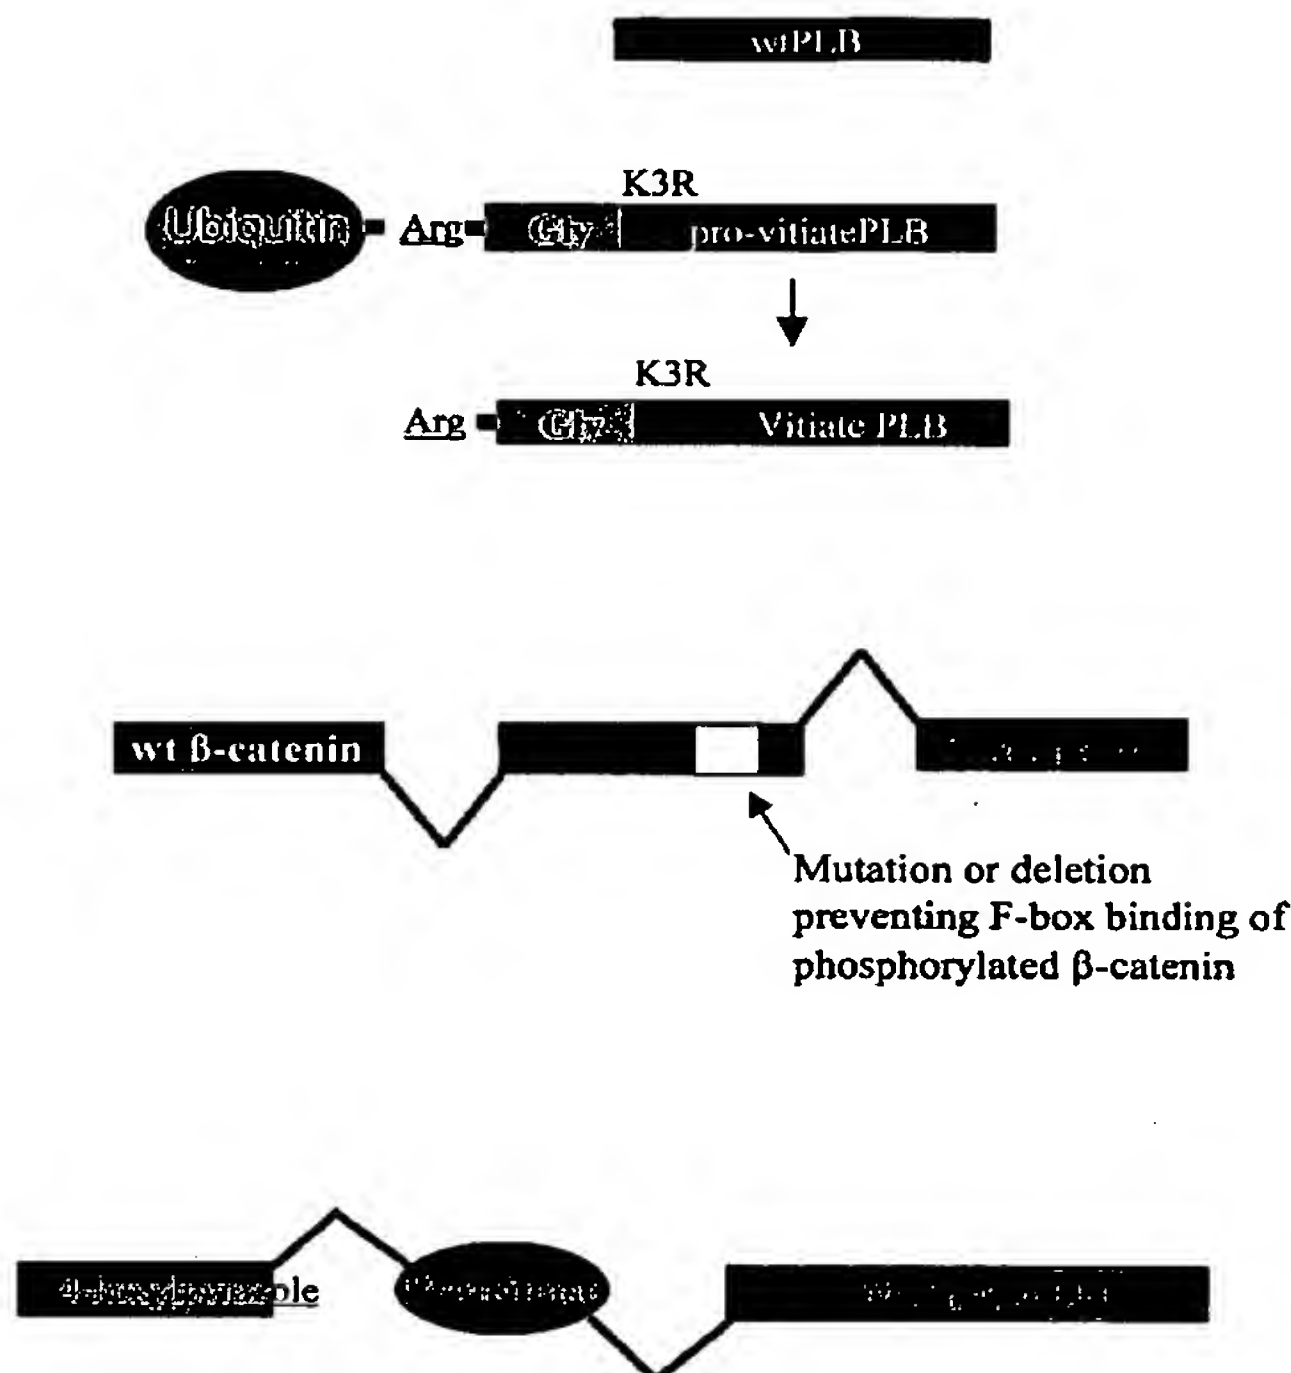 wtPLB
K3R
Ubiquitin Arg Gly pro-vitiatePLB
K3R
Arg Gly Vitiate PLB
wt β-catenin
Mutation or deletion
preventing F-box binding of
phosphorylated β-catenin